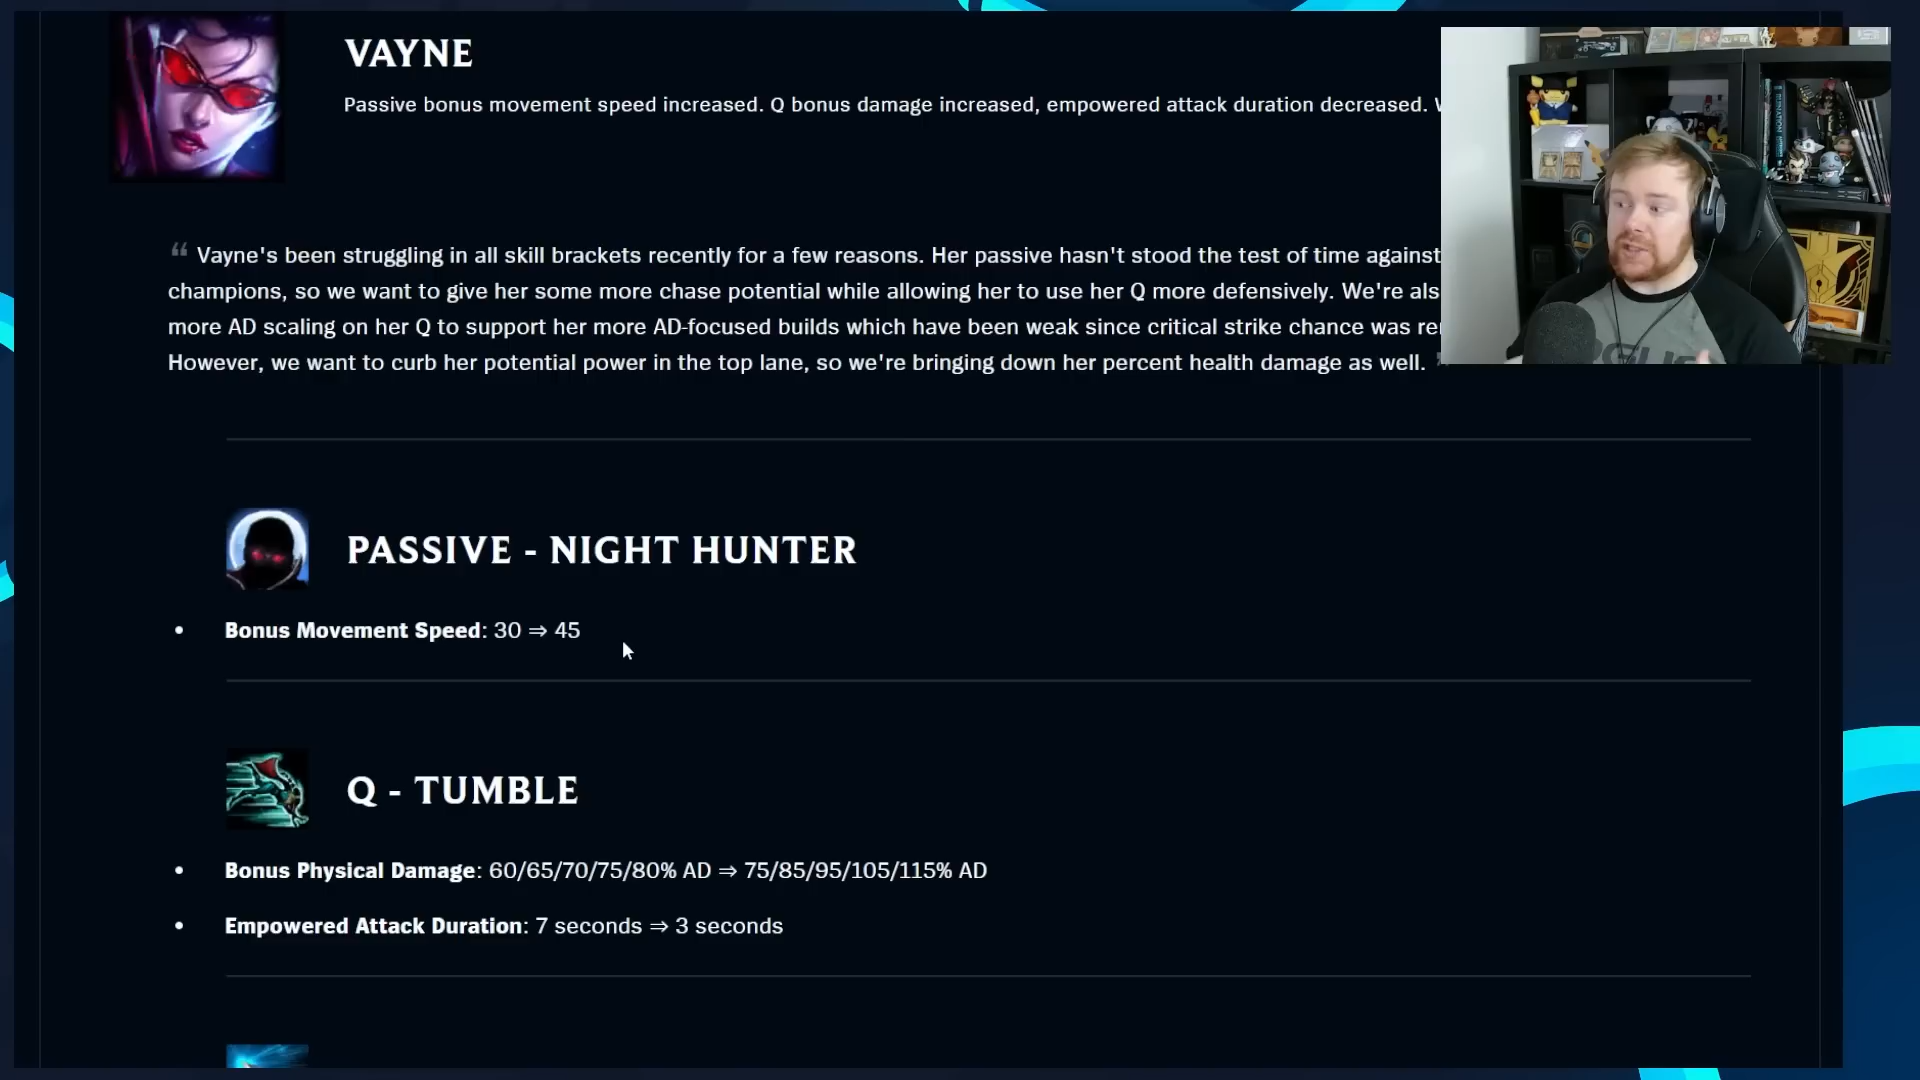 VAYNE
Passive bonus movement speed increased. Q bonus damage increased, empowered attack duration decreased.
“ Vayne's been struggling in all skill brackets recently for a few reasons. Her passive hasn't stood the test of time against
champions, so we want to give her some more chase potential while allowing her to use her Q more defensively. We're
more AD scaling on her Q to support her more AD-focused builds which have been weak since critical strike chance was
However, we want to curb her potential power in the top lane, so we're bringing down her percent health damage as well. ”
PASSIVE - NIGHT HUNTER
• Bonus Movement Speed: 30 ⇒ 45
Q - TUMBLE
• Bonus Physical Damage: 60/65/70/75/80% AD ⇒ 75/85/95/105/115% AD
• Empowered Attack Duration: 7 seconds ⇒ 3 seconds